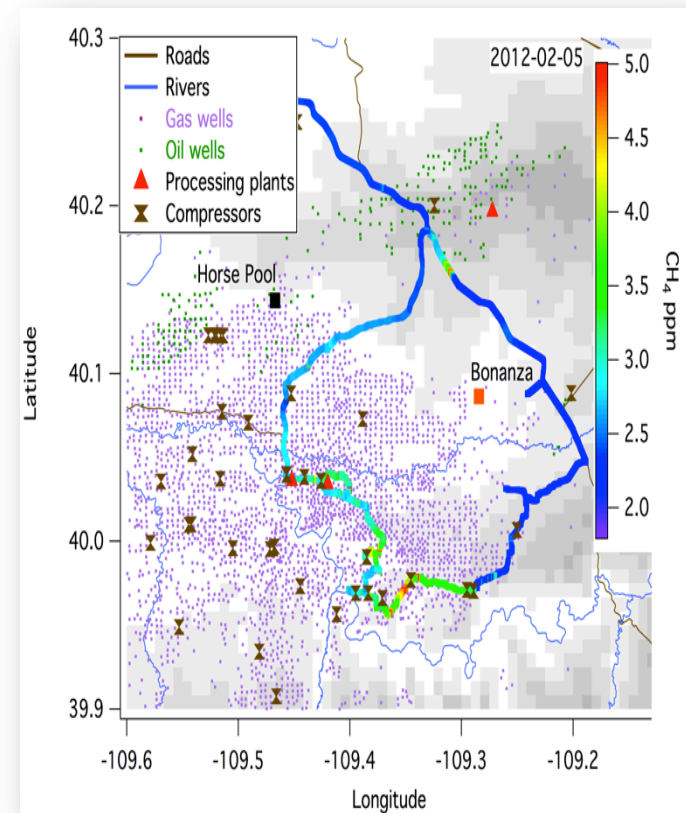 40.3
2012-02-05
Roads
Rivers
Gas wells
Oil wells
Processing plants
Compressors
5.0
4.5
4.0
3.5
3.0
2.5
2.0
CH₄ ppm
40.2
Horse Pool
Latitude
40.1
Bonanza
40.0
39.9
-109.6
-109.5
-109.4
-109.3
-109.2
Longitude